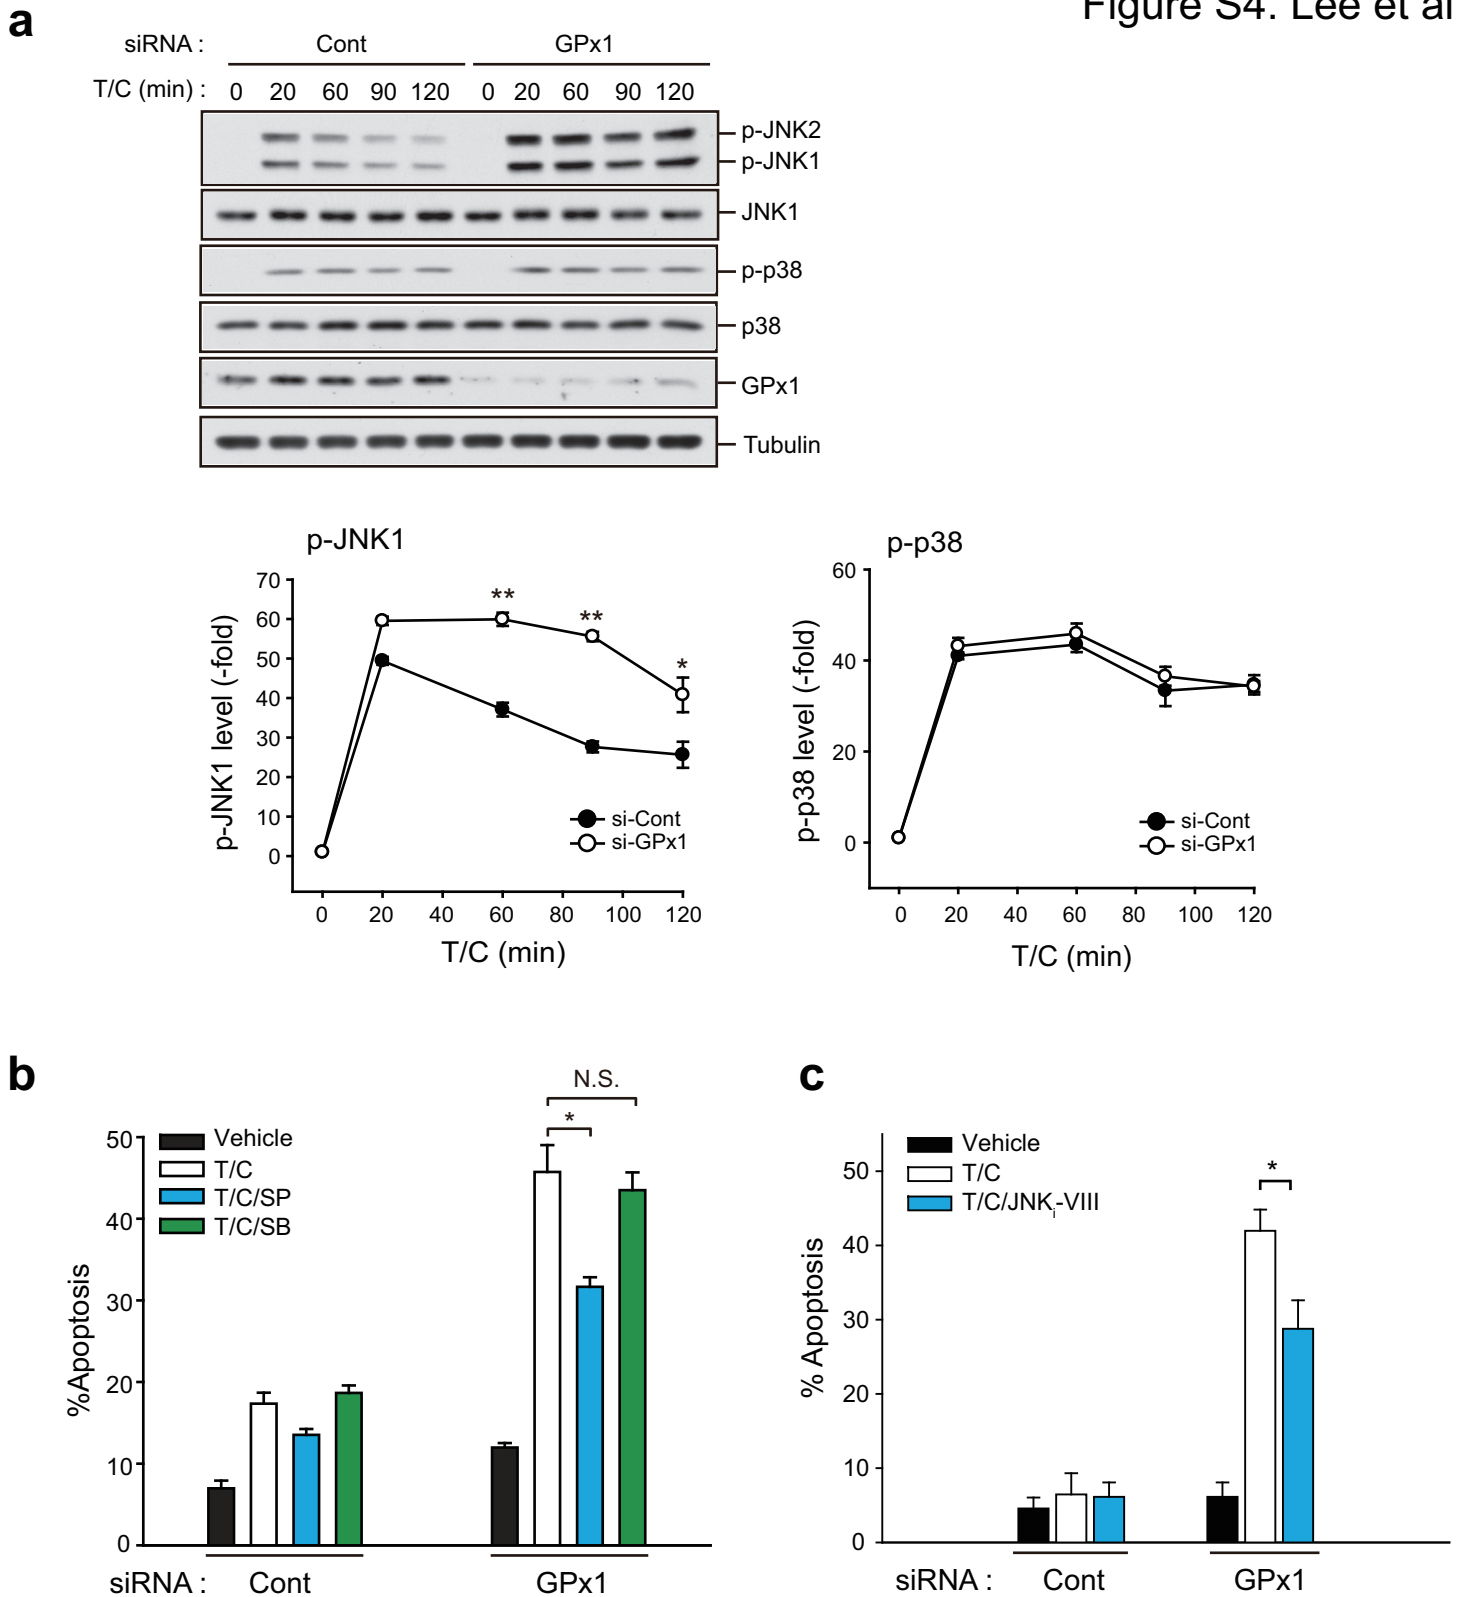 a
Figure S4. Lee et al
siRNA : Cont GPx1
T/C (min) : 0 20 60 90 120 0 20 60 90 120
p-JNK2
p-JNK1
JNK1
p-p38
p38
GPx1
Tubulin
p-JNK1
70
60
50
40
30
20
10
0
p-JNK1 level (-fold)
**
**
*
si-Cont
si-GPx1
0 20 40 60 80 100 120
T/C (min)
p-p38
60
40
20
0
p-p38 level (-fold)
si-Cont
si-GPx1
0 20 40 60 80 100 120
T/C (min)
b
N.S.
*
Vehicle
T/C
T/C/SP
T/C/SB
50
40
30
20
10
0
%Apoptosis
siRNA : Cont GPx1
c
Vehicle
T/C
T/C/JNKi-VIII
*
50
40
30
20
10
0
% Apoptosis
siRNA : Cont GPx1